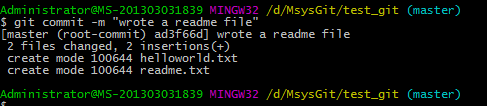 Administrator@MS-201303031839 MINGW32 /d/MsysGit/test_git (master)
$ git commit -m "wrote a readme file"
[master (root-commit) ad3f66d] wrote a readme file
2 files changed, 2 insertions(+)
create mode 100644 helloworld.txt
create mode 100644 readme.txt
Administrator@MS-201303031839 MINGW32 /d/MsysGit/test_git (master)
$